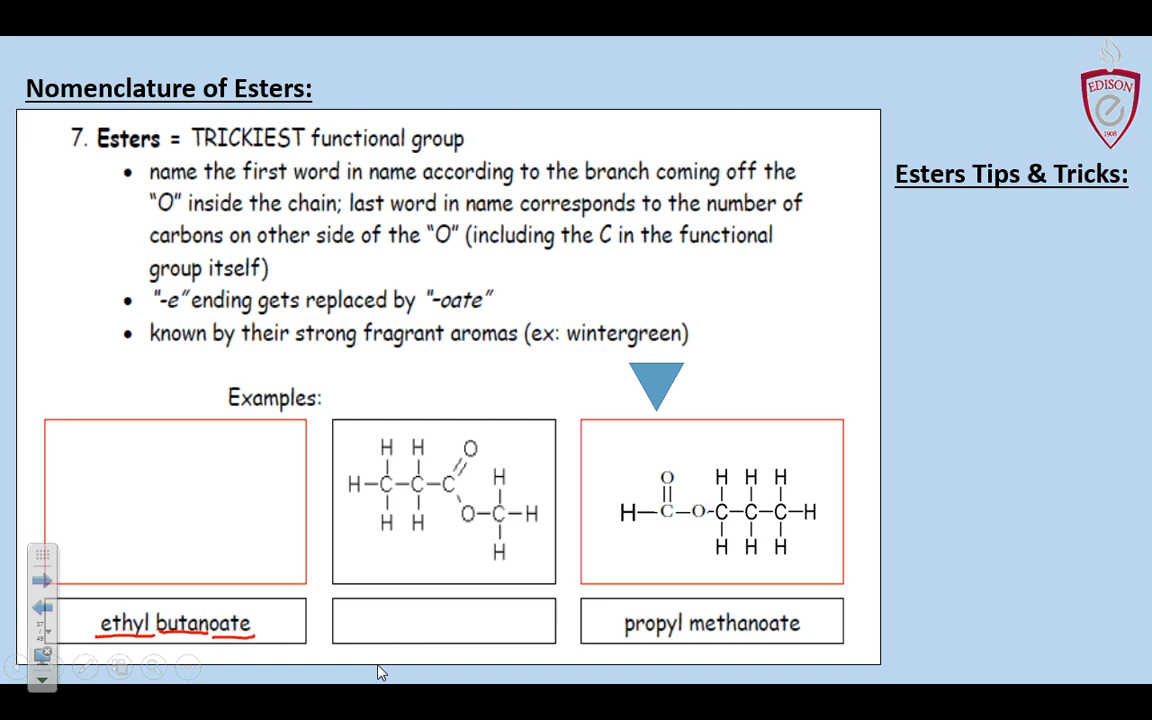 Nomenclature of Esters:
EDISON
e
1908
7. Esters = TRICKIEST functional group
• name the first word in name according to the branch coming off the
“O” inside the chain; last word in name corresponds to the number of
carbons on other side of the “O” (including the C in the functional
group itself)
• “-e” ending gets replaced by “-oate”
• known by their strong fragrant aromas (ex: wintergreen)
Esters Tips & Tricks:
Examples:
H H O
H
H–C–C–C
O–C–H
H H
H
O H H H
H–C–O–C–C–C–H
H H H
ethyl butanoate
propyl methanoate
37
/
49